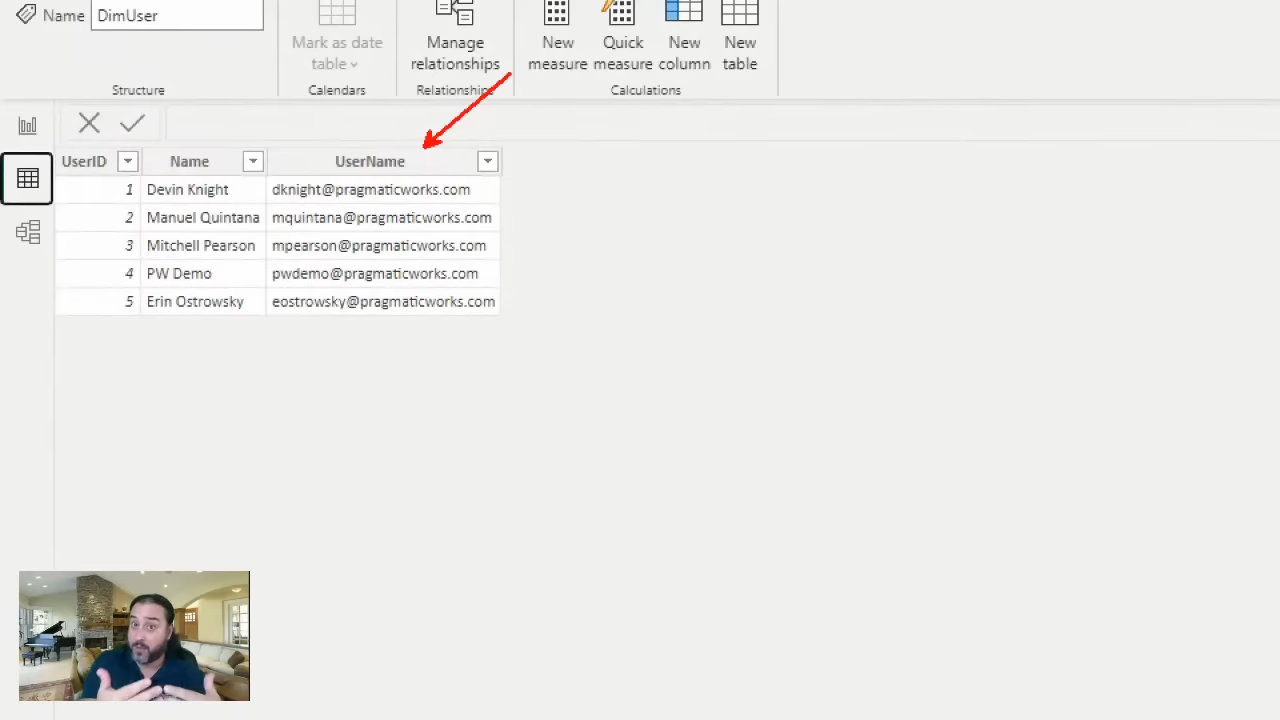 Name DimUser
Mark as date
table
Manage
relationships
New
measure
Quick
measure
New
column
New
table
Structure
Calendars
Relationships
Calculations
UserID Name UserName
1 Devin Knight dknight@pragmaticworks.com
2 Manuel Quintana mquintana@pragmaticworks.com
3 Mitchell Pearson mpearson@pragmaticworks.com
4 PW Demo pwdemo@pragmaticworks.com
5 Erin Ostrowsky eostrowsky@pragmaticworks.com